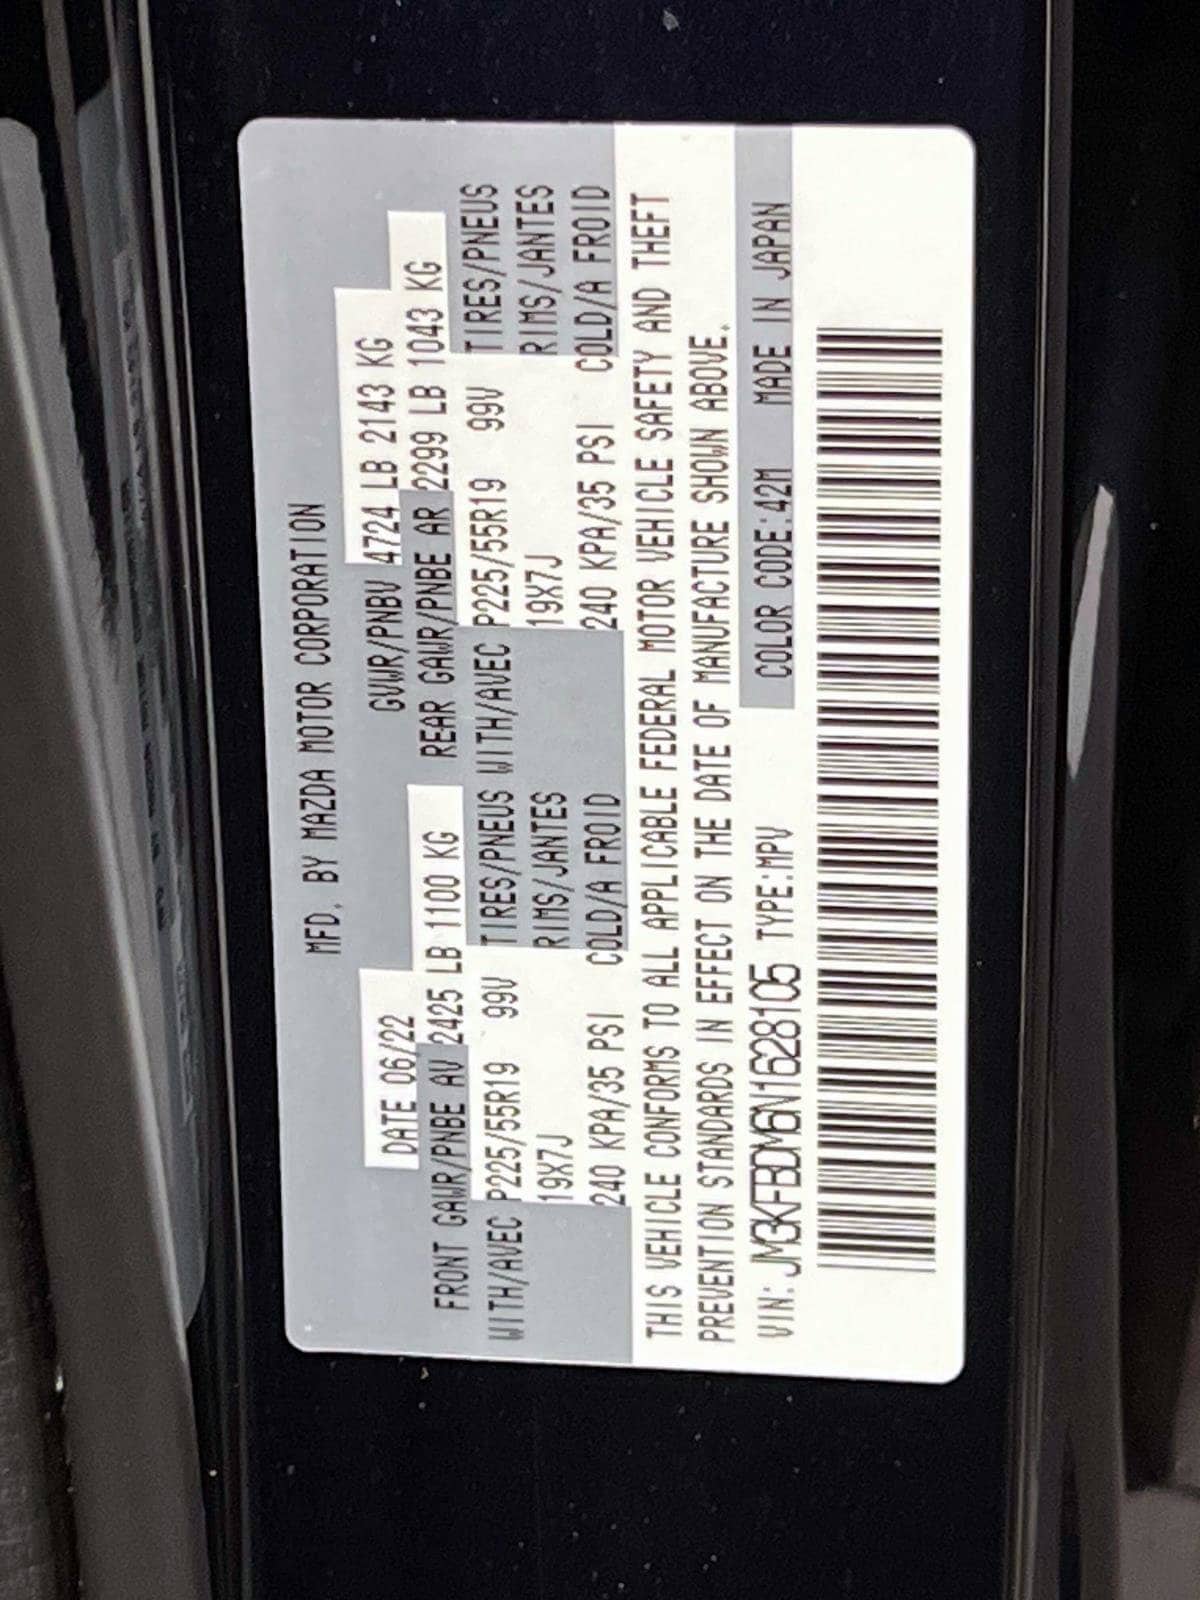 MFD. BY MAZDA MOTOR CORPORATION
DATE 06/22 GVWR/PNBV 4724 LB 2143 KG
FRONT GAWR/PNBE AV 2425 LB 1100 KG REAR GAWR/PNBE AR 2299 LB 1043 KG
WITH/AVEC P225/55R19 99V TIRES/PNEUS WITH/AVEC P225/55R19 99V TIRES/PNEUS
19X7J RIMS/JANTES 19X7J RIMS/JANTES
240 KPA/35 PSI COLD/A FROID 240 KPA/35 PSI COLD/A FROID
THIS VEHICLE CONFORMS TO ALL APPLICABLE FEDERAL MOTOR VEHICLE SAFETY AND THEFT
PREVENTION STANDARDS IN EFFECT ON THE DATE OF MANUFACTURE SHOWN ABOVE.
VIN: JM3KFBDM6N1628105 TYPE:MPV COLOR CODE:42M MADE IN JAPAN